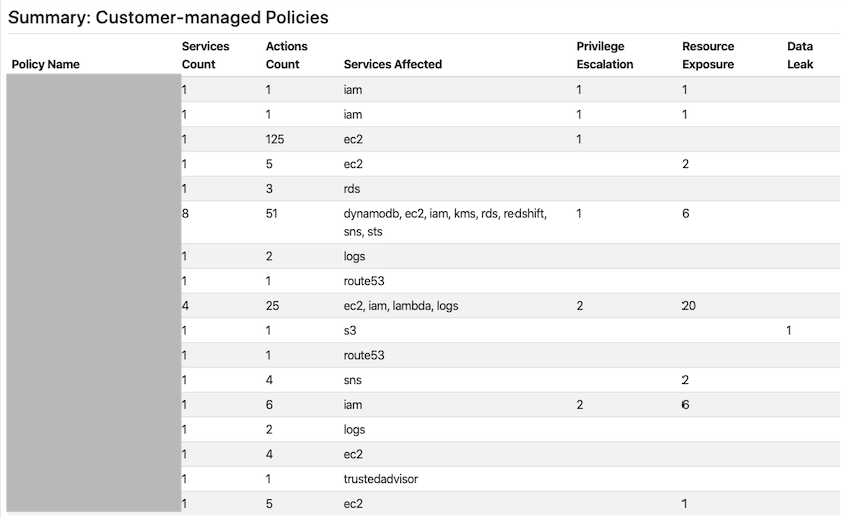 Summary: Customer-managed Policies
Services Actions Privilege Resource Data
Policy Name Count Count Services Affected Escalation Exposure Leak
1 1 iam 1 1
1 1 iam 1 1
1 125 ec2 1
1 5 ec2 2
1 3 rds
8 51 dynamodb, ec2, iam, kms, rds, redshift, 1 6
sns, sts
1 2 logs
1 1 route53
4 25 ec2, iam, lambda, logs 2 20
1 1 s3 1
1 1 route53
1 4 sns 2
1 6 iam 2 6
1 2 logs
1 4 ec2
1 1 trustedadvisor
1 5 ec2 1